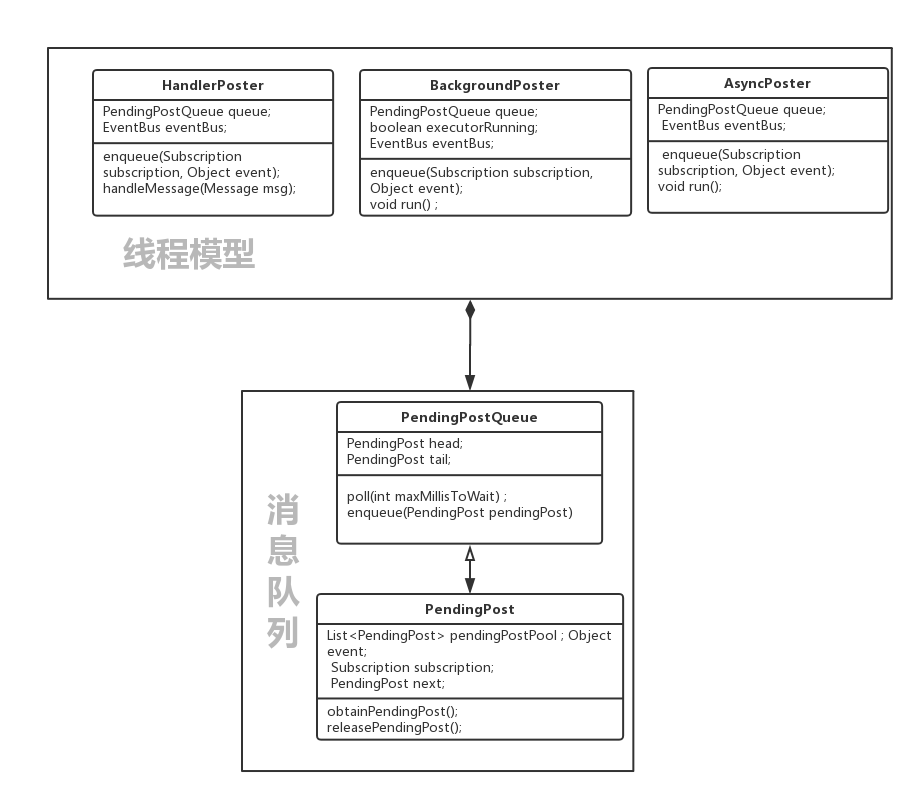 HandlerPoster
PendingPostQueue queue;
EventBus eventBus;
enqueue(Subscription
subscription, Object event);
handleMessage(Message msg);
BackgroundPoster
PendingPostQueue queue;
boolean executorRunning;
EventBus eventBus;
enqueue(Subscription subscription,
Object event);
void run() ;
AsyncPoster
PendingPostQueue queue;
EventBus eventBus;
enqueue(Subscription
subscription, Object event);
void run();
线程模型
PendingPostQueue
PendingPost head;
PendingPost tail;
poll(int maxMillisToWait) ;
enqueue(PendingPost pendingPost)
消息队列
PendingPost
List<PendingPost> pendingPostPool ; Object
event;
Subscription subscription;
PendingPost next;
obtainPendingPost();
releasePendingPost();